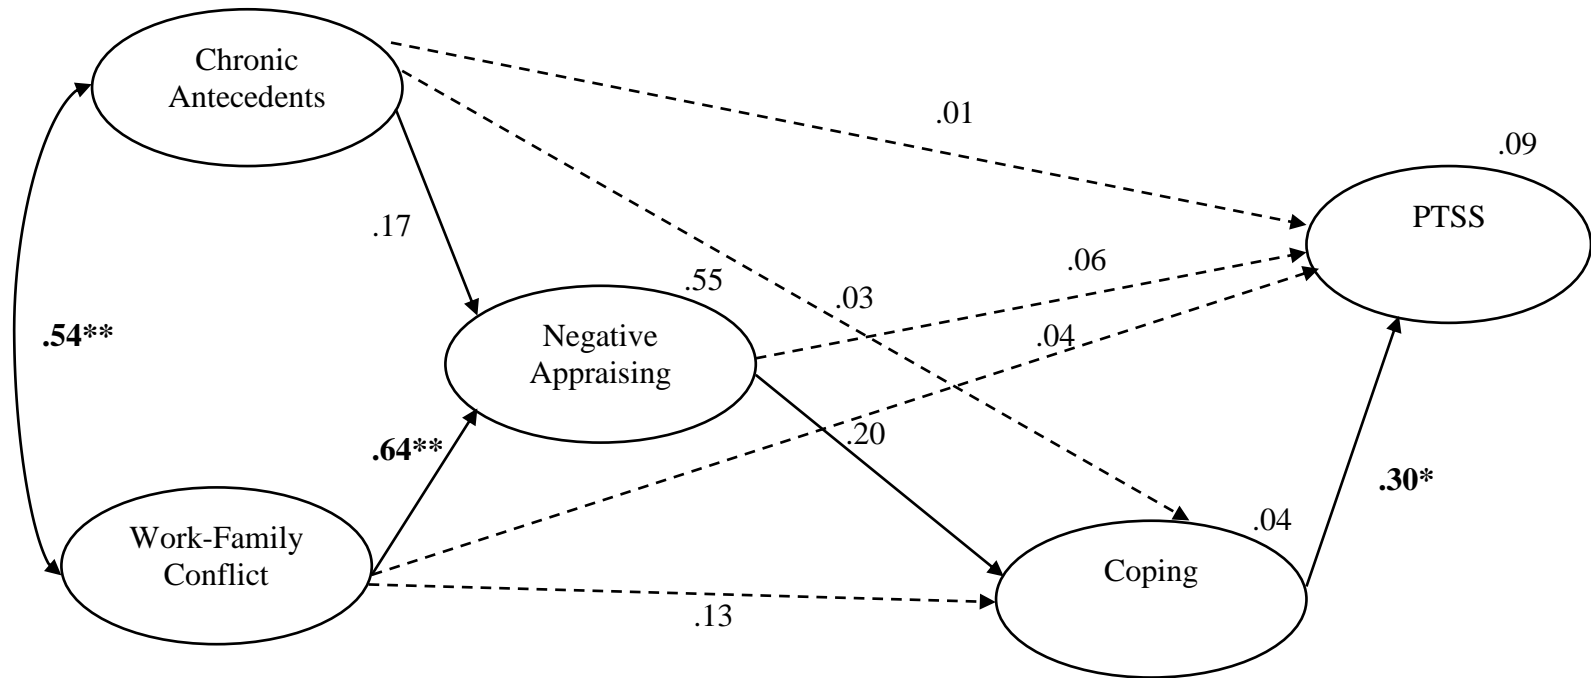 Chronic
Antecedents
.01
.09
PTSS
.17
.06
.55
.03
.54**
Negative
Appraising
.04
.64**
.20
.30*
Work-Family
Conflict
.04
Coping
.13